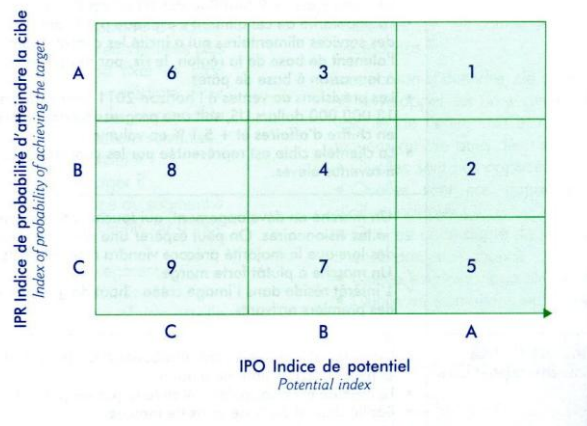 IPR Indice de probabilité d'atteindre la cible
Index of probability of achieving the target
A 6 3 1
B 8 4 2
C 9 7 5
C B A
IPO Indice de potentiel
Potential index